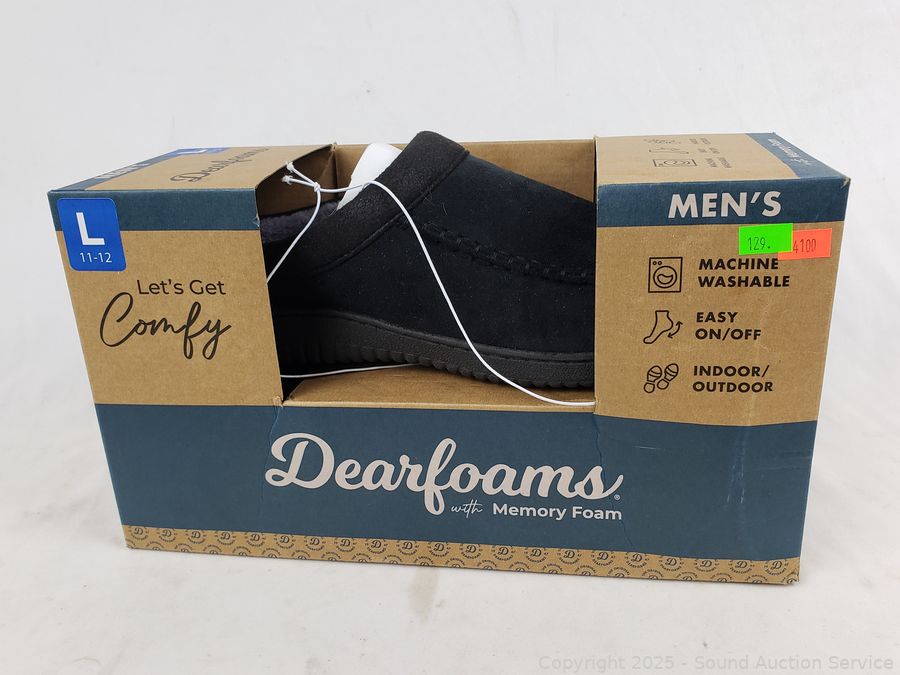 Dearfoams
L
11-12
Let's Get
Comfy
MEN'S
129.
4100
MACHINE
WASHABLE
EASY
ON/OFF
INDOOR/
OUTDOOR
Dearfoams®
with Memory Foam
Copyright 2025 - Sound Auction Service